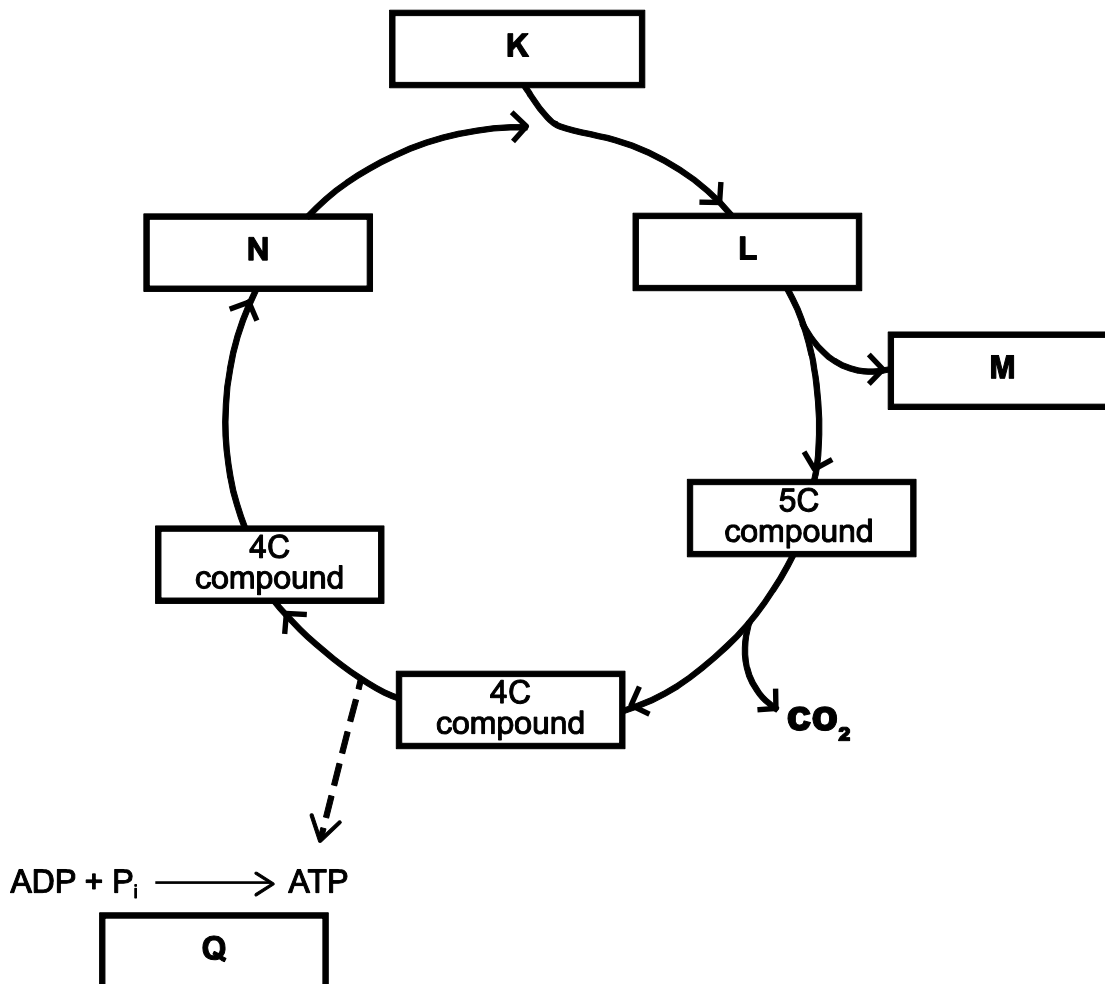 K
N
L
M
5C
compound
4C
compound
4C
compound
CO₂
ADP + Pᵢ ⟶ ATP
Q